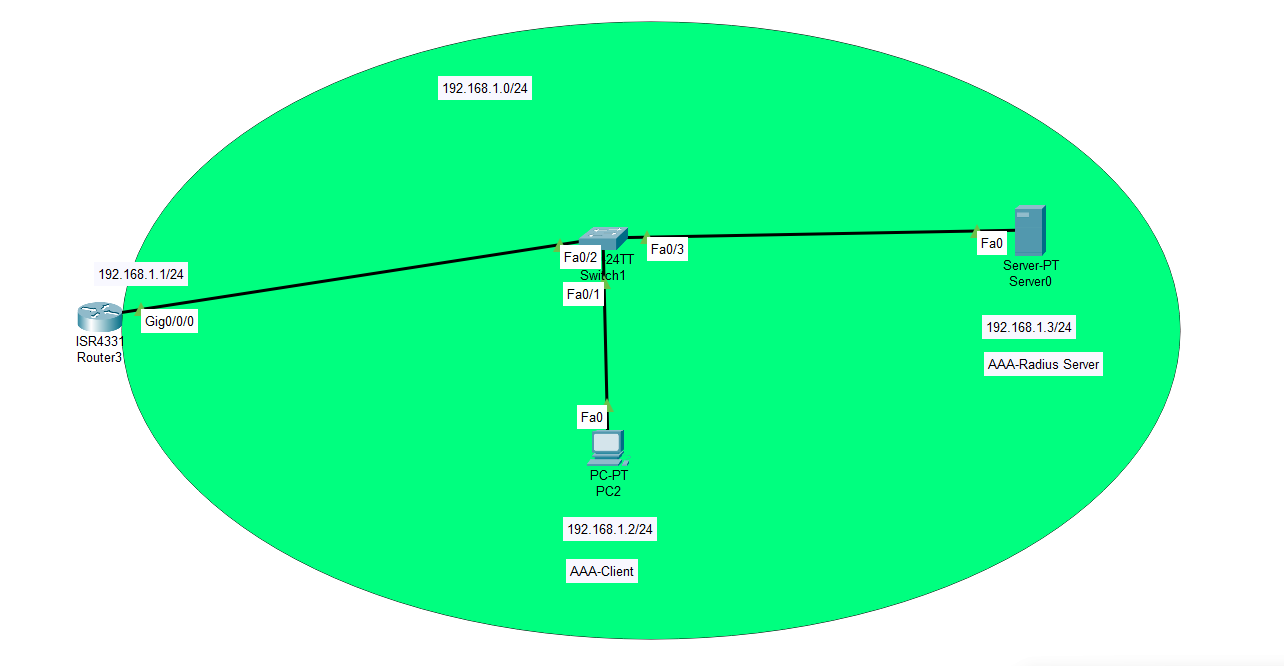 192.168.1.0/24
192.168.1.1/24
Gig0/0/0
ISR4331
Router3
Fa0/2
24TT
Switch1
Fa0/1
Fa0/3
Fa0
Server-PT
Server0
192.168.1.3/24
AAA-Radius Server
Fa0
PC-PT
PC2
192.168.1.2/24
AAA-Client